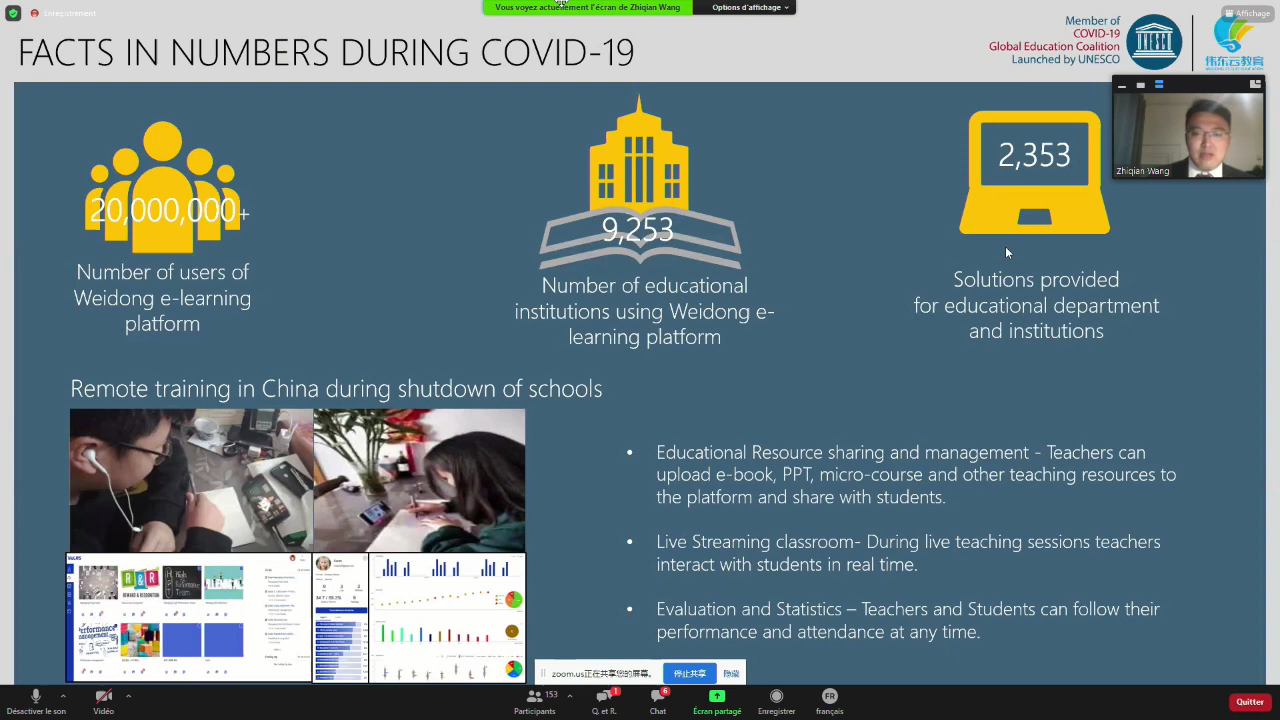 Enregistrement
Vous voyez actuellement l'écran de Zhiqian Wang
Options d'affichage
Affichage
FACTS IN NUMBERS DURING COVID-19
Member of
COVID-19
Global Education Coalition
Launched by UNESCO
伟东云教育
Zhiqian Wang
20,000,000+
Number of users of
Weidong e-learning
platform
9,253
Number of educational
institutions using Weidong e-
learning platform
2,353
Solutions provided
for educational department
and institutions
Remote training in China during shutdown of schools
• Educational Resource sharing and management - Teachers can
upload e-book, PPT, micro-course and other teaching resources to
the platform and share with students.
• Live Streaming classroom- During live teaching sessions teachers
interact with students in real time.
• Evaluation and Statistics – Teachers and Students can follow their
performance and attendance at any time.
R&R
zoom.us正在共享您的屏幕。
停止共享
隐藏
Désactiver le son
Vidéo
153
Participants
1
Q. et R.
6
Chat
Écran partagé
Enregistrer
FR
français
Quitter